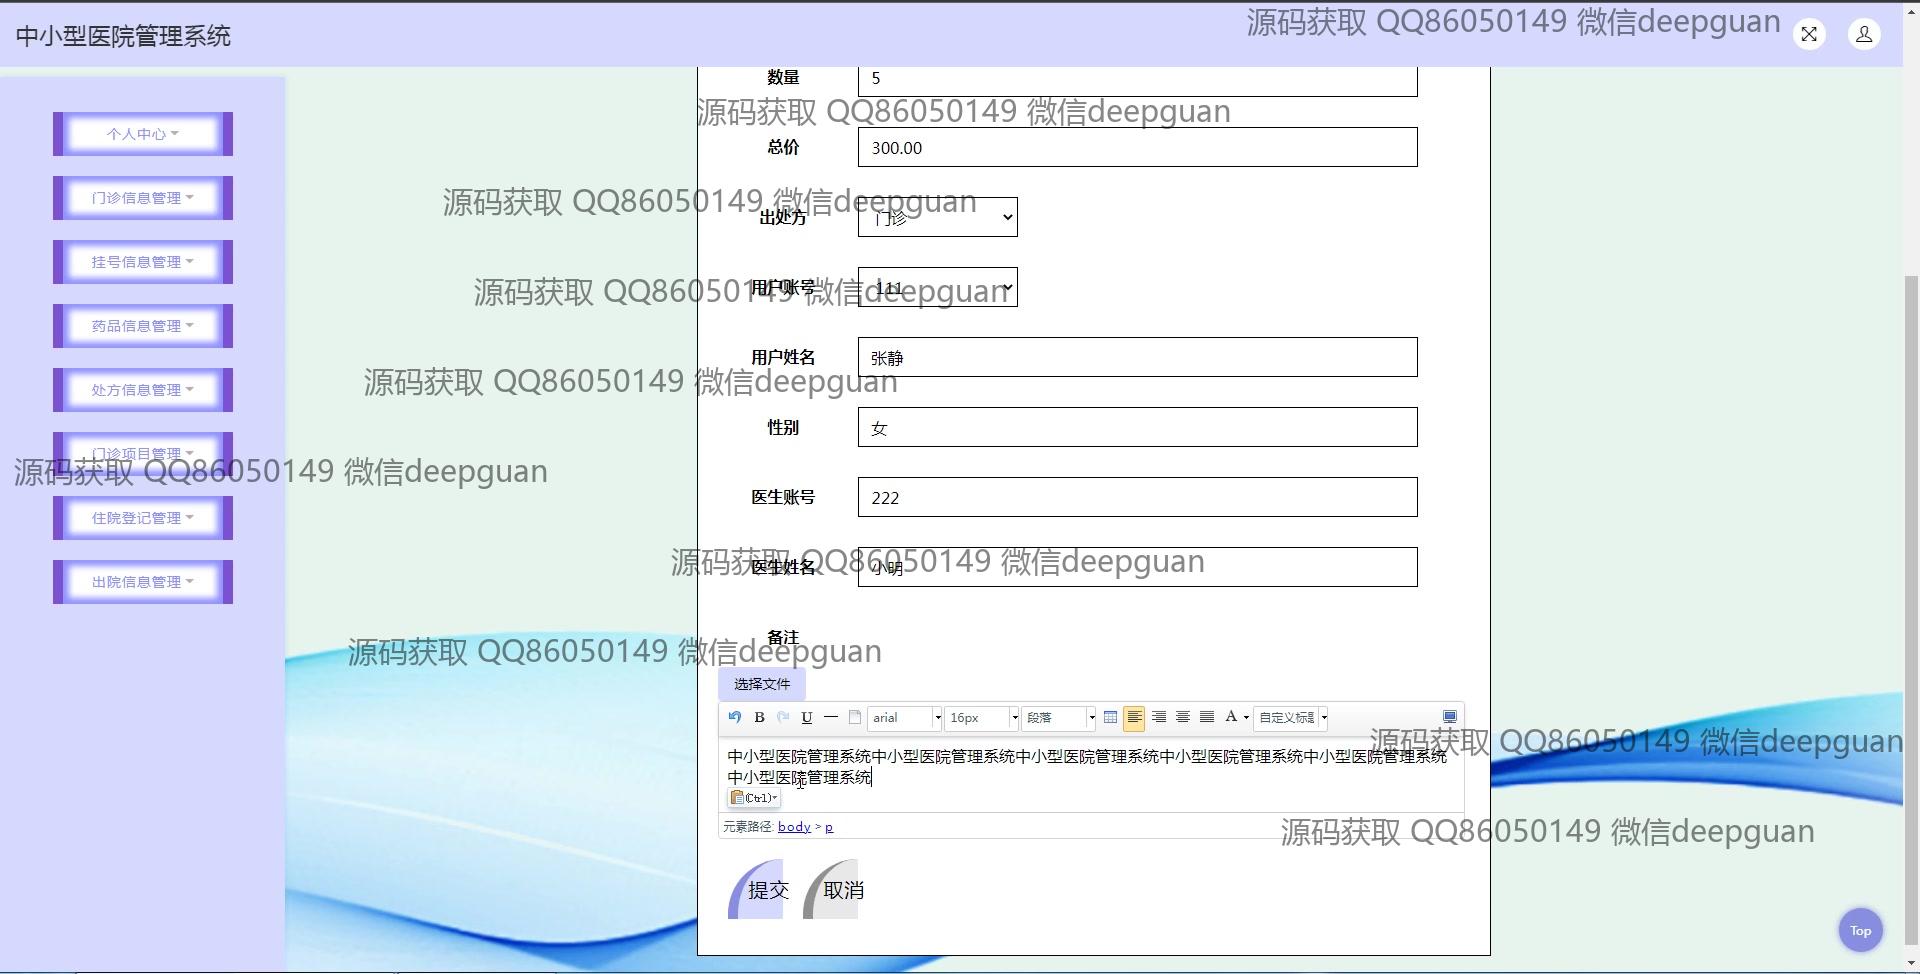 中小型医院管理系统
源码获取 QQ86050149 微信deepguan
数量
5
源码获取 QQ86050149 微信deepguan
个人中心
总价
300.00
门诊信息管理
源码获取 QQ86050149 微信deepguan
出处方
门诊
挂号信息管理
源码获取 QQ86050149 微信deepguan
用户账号
111
药品信息管理
用户姓名
张静
源码获取 QQ86050149 微信deepguan
处方信息管理
性别
女
门诊项目管理
源码获取 QQ86050149 微信deepguan
医生账号
222
住院登记管理
源码获取 QQ86050149 微信deepguan
医生姓名
小明
出院信息管理
备注
源码获取 QQ86050149 微信deepguan
选择文件
B U arial 16px 段落 A 自定义标题
源码获取 QQ86050149 微信deepguan
中小型医院管理系统中小型医院管理系统中小型医院管理系统中小型医院管理系统中小型医院管理系统
中小型医院管理系统
(Ctrl)
元素路径: body > p
源码获取 QQ86050149 微信deepguan
提交
取消
Top